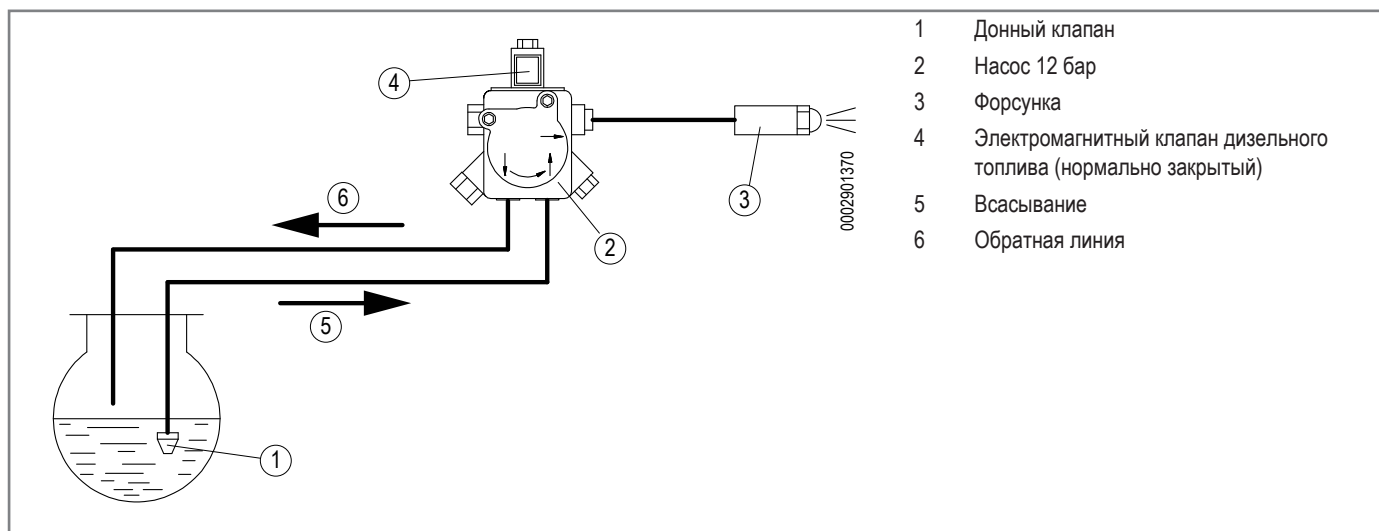 1 Донный клапан
2 Насос 12 бар
3 Форсунка
4 Электромагнитный клапан дизельного
топлива (нормально закрытый)
5 Всасывание
6 Обратная линия
4
3
0002901370
2
6
5
1